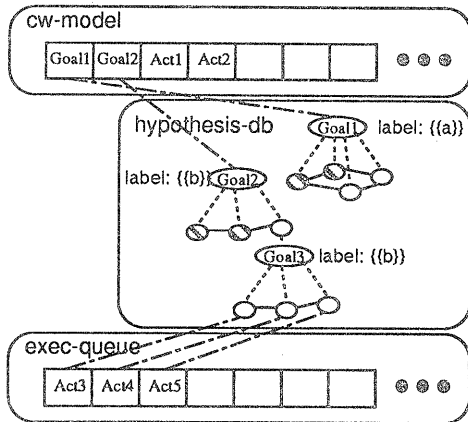 cw-model
Goal1 Goal2 Act1 Act2
hypothesis-db
Goal1 label: {{a}}
label: {{b}} Goal2
Goal3 label: {{b}}
exec-queue
Act3 Act4 Act5